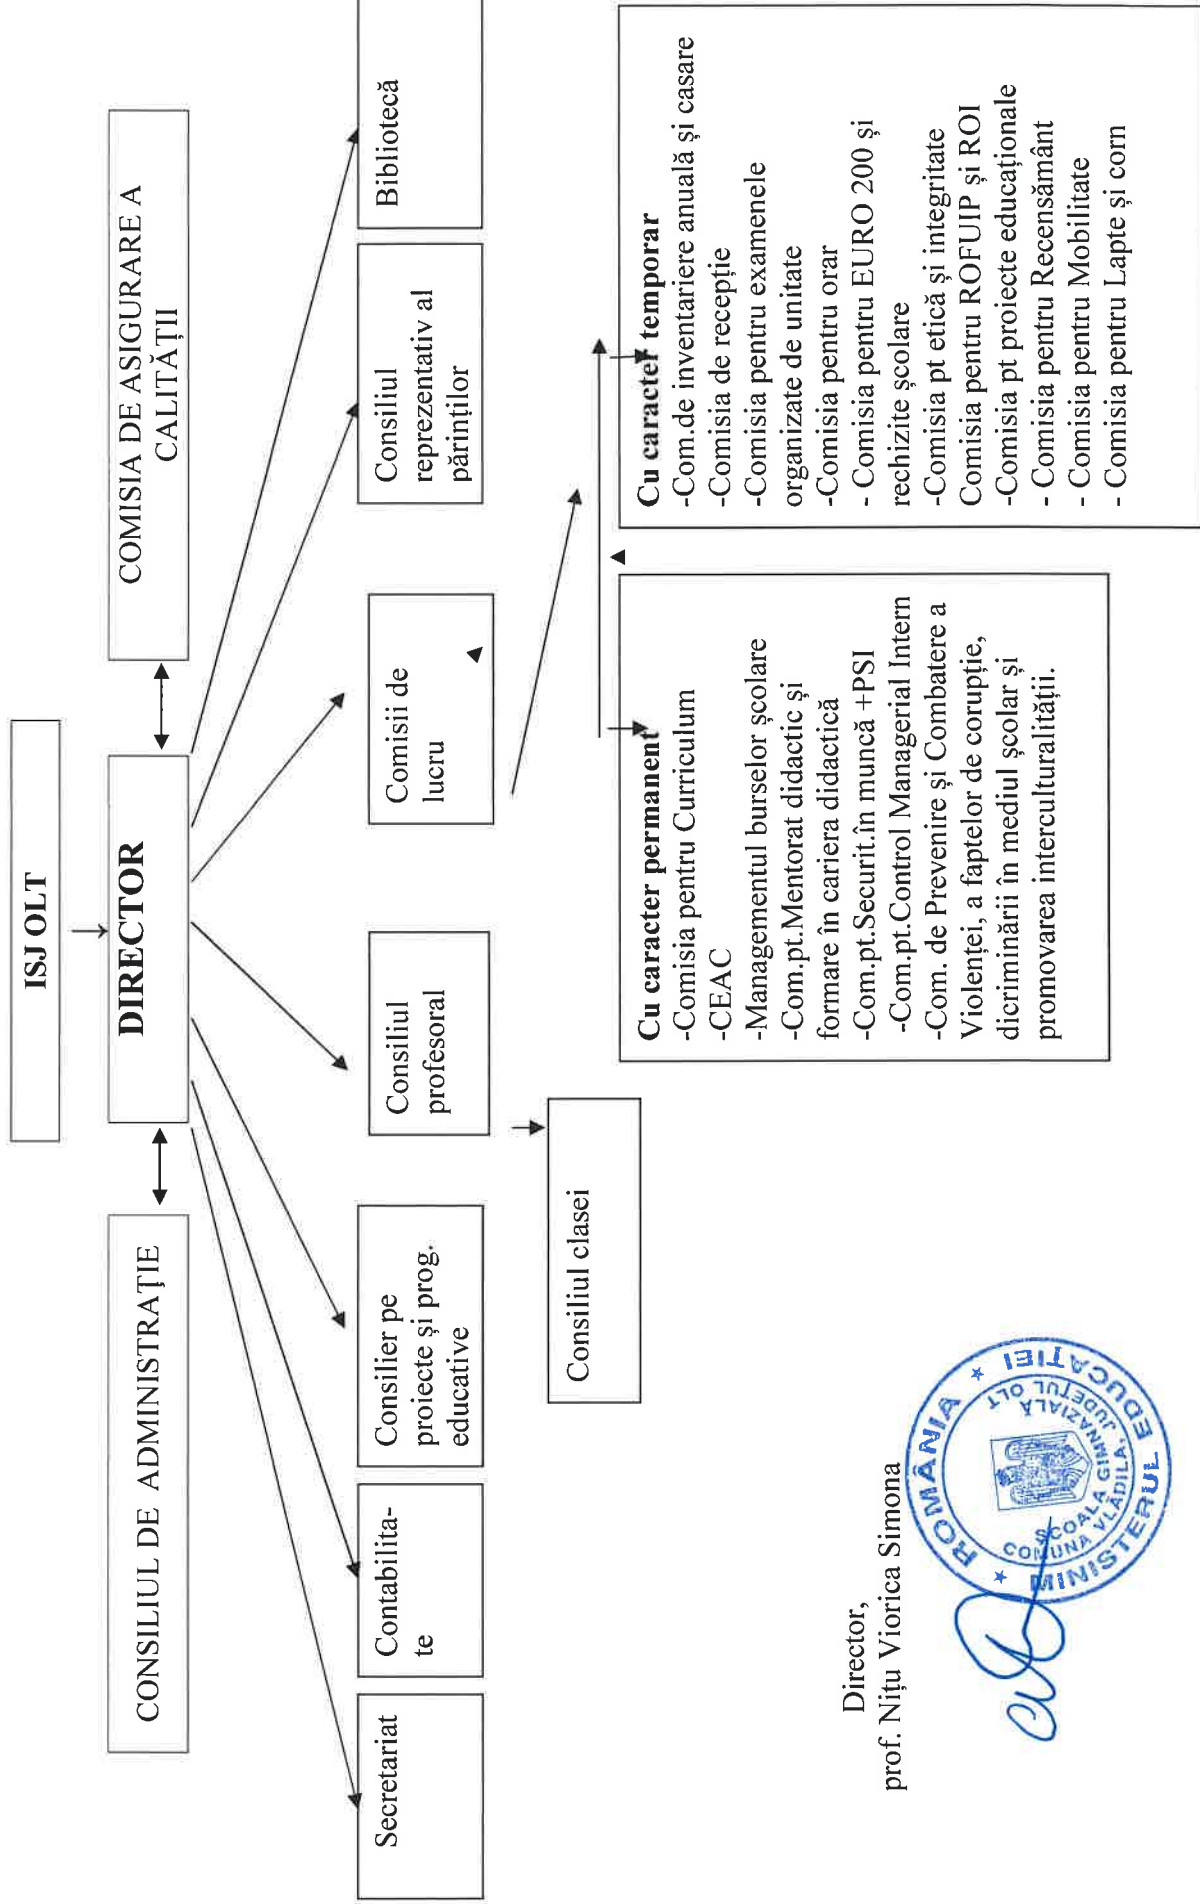 ISJ OLT
CONSILIUL DE ADMINISTRAȚIE
DIRECTOR
COMISIA DE ASIGURARE A
CALITĂȚII
Secretariat
Contabilita-
te
Consilier pe
proiecte și prog.
educative
Consiliul
profesoral
Comisii de
lucru
Consiliul
reprezentativ al
părinților
Bibliotecă
Consiliul clasei
Cu caracter permanent
-Comisia pentru Curriculum
-CEAC
-Managementul burselor școlare
-Com.pt.Mentorat didactic și
formare în cariera didactică
-Com.pt.Securit.în muncă +PSI
-Com.pt.Control Managerial Intern
-Com. de Prevenire și Combatere a
Violenței, a faptelor de corupție,
dicriminării în mediul școlar și
promovarea interculturalității.
Cu caracter temporar
-Com.de inventariere anuală și casare
-Comisia de recepție
-Comisia pentru examenele
organizate de unitate
-Comisia pentru orar
- Comisia pentru EURO 200 și
rechizite școlare
-Comisia pt etică și integritate
Comisia pentru ROFUIP și ROI
-Comisia pt proiecte educaționale
- Comisia pentru Recensământ
- Comisia pentru Mobilitate
- Comisia pentru Lapte și corn
Director,
prof. Nițu Viorica Simona
ROMÂNIA
MINISTERUL EDUCAȚIEI
ȘCOALA GIMNAZIALĂ
COMUNA VLĂDILA, JUDEȚUL OLT